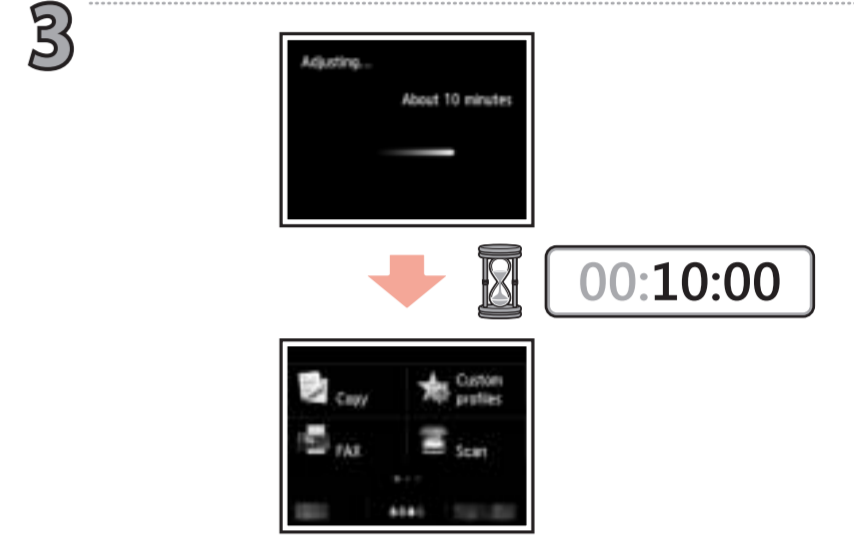 3
Adjusting...
About 10 minutes
00:10:00
Copy
Custom
profiles
FAX
Scan